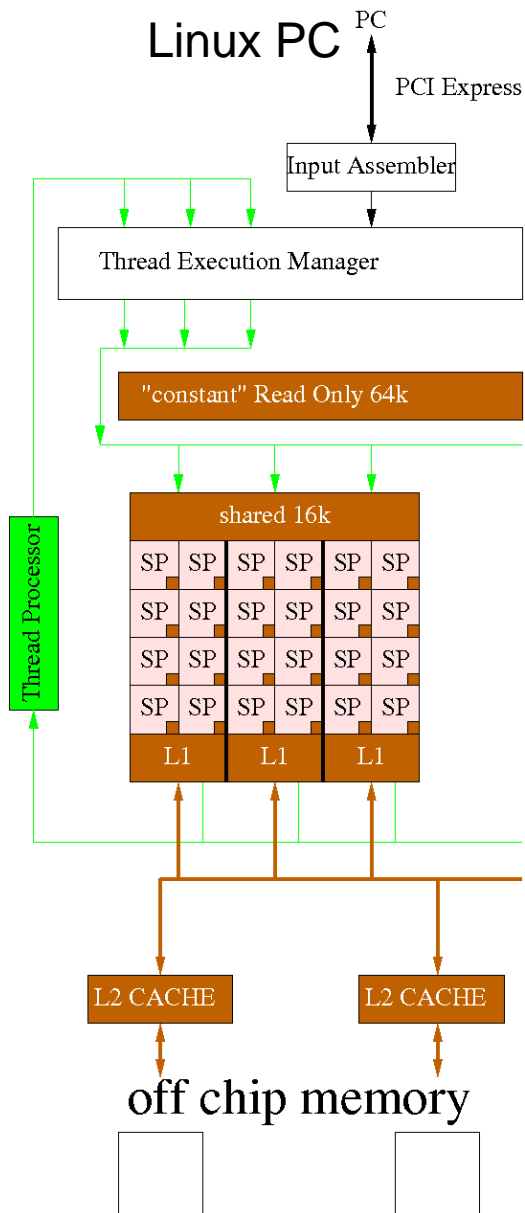 PC
Linux PC
PCI Express
Input Assembler
Thread Execution Manager
"constant" Read Only 64k
shared 16k
SP SP SP SP SP SP
SP SP SP SP SP SP
SP SP SP SP SP SP
SP SP SP SP SP SP
Thread Processor
L1 L1 L1
L2 CACHE L2 CACHE
off chip memory